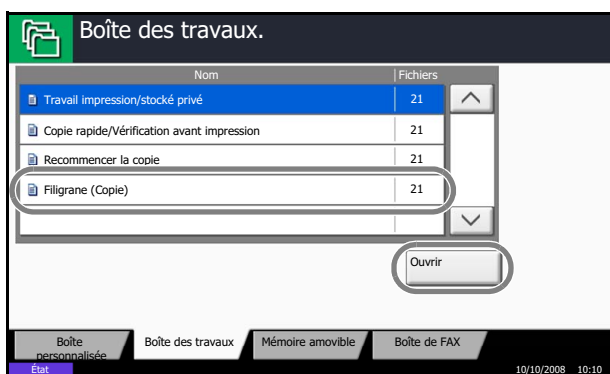 Boîte des travaux.
Nom Fichiers
Travail impression/stocké privé 21
Copie rapide/Vérification avant impression 21
Recommencer la copie 21
Filigrane (Copie) 21
Ouvrir
Boîte personnalisée Boîte des travaux Mémoire amovible Boîte de FAX
État 10/10/2008 10:10